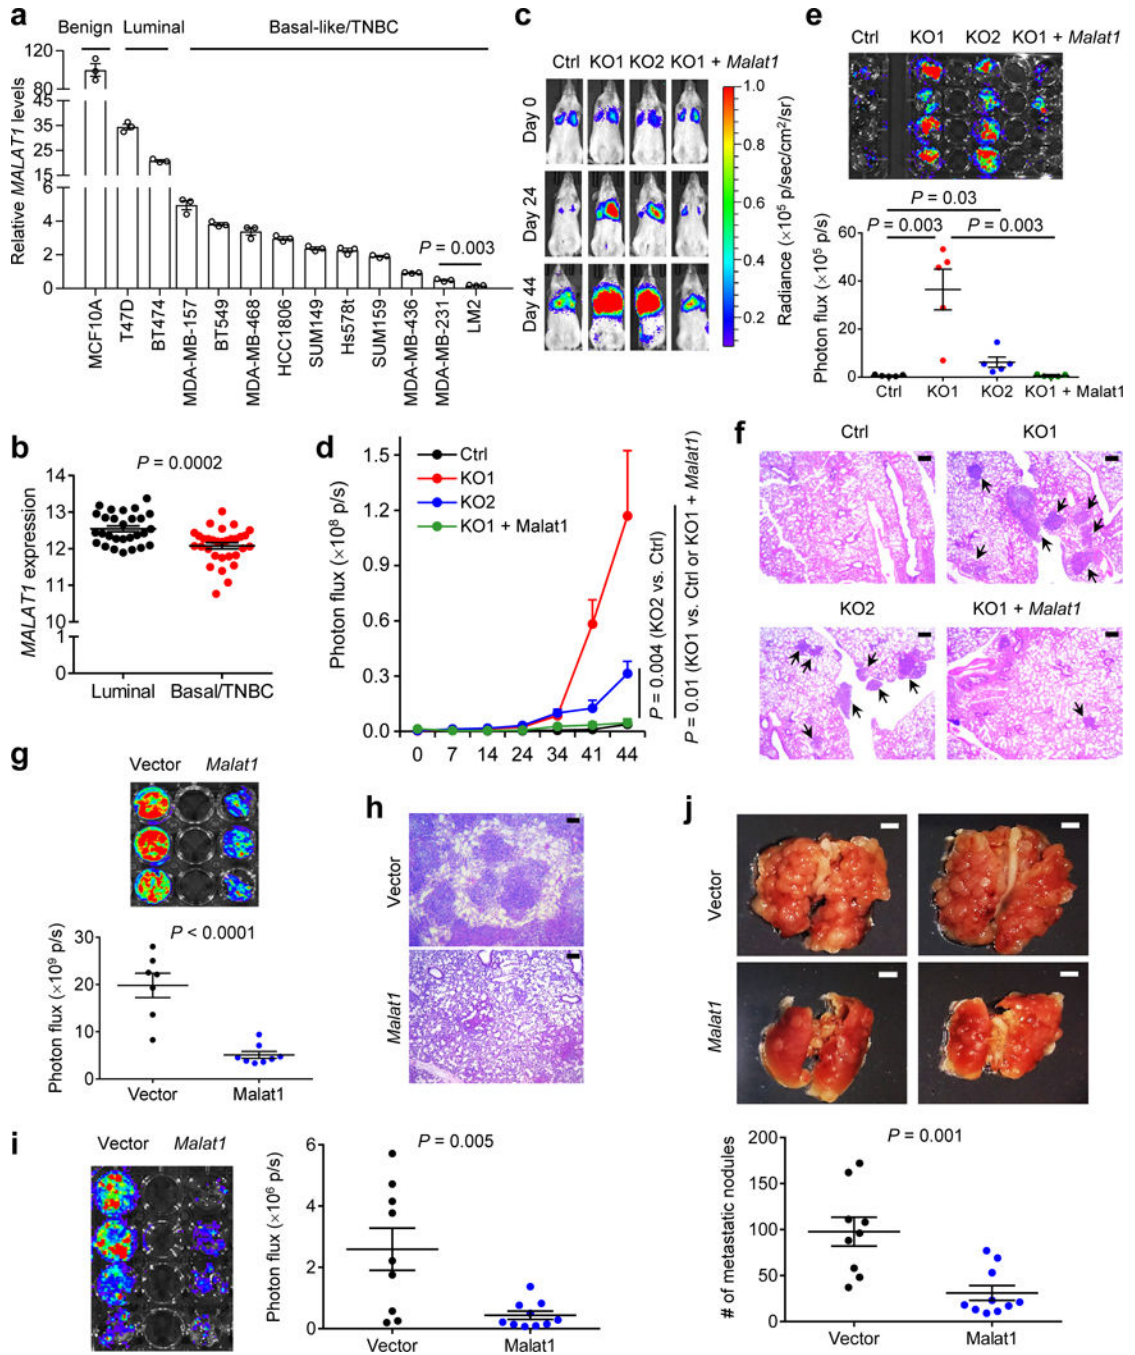 a
Benign Luminal Basal-like/TNBC
Relative MALAT1 levels
120
80
45
35
25
15
6
4
2
0
P = 0.003
MCF10A
T47D
BT474
MDA-MB-157
BT549
MDA-MB-468
HCC1806
SUM149
Hs578t
SUM159
MDA-MB-436
MDA-MB-231
LM2
b
P = 0.0002
MALAT1 expression
14
13
12
11
10
1
0
Luminal Basal/TNBC
c
Ctrl KO1 KO2 KO1 + Malat1
Day 0
Day 24
Day 44
1.0
0.8
0.6
0.4
0.2
Radiance (×10⁵ p/sec/cm²/sr)
d
Photon flux (×10⁸ p/s)
1.5
1.2
0.9
0.6
0.3
0.0
Ctrl
KO1
KO2
KO1 + Malat1
0 7 14 24 34 41 44
P = 0.004 (KO2 vs. Ctrl)
P = 0.01 (KO1 vs. Ctrl or KO1 + Malat1)
e
Ctrl KO1 KO2 KO1 + Malat1
P = 0.03
P = 0.003 P = 0.003
Photon flux (×10⁵ p/s)
60
40
20
0
Ctrl KO1 KO2 KO1 + Malat1
f
Ctrl KO1
KO2 KO1 + Malat1
g
Vector Malat1
P < 0.0001
Photon flux (×10⁹ p/s)
30
20
10
0
Vector Malat1
h
Vector
Malat1
i
Vector Malat1
P = 0.005
Photon flux (×10⁶ p/s)
6
4
2
0
Vector Malat1
j
Vector
Malat1
P = 0.001
# of metastatic nodules
200
150
100
50
0
Vector Malat1